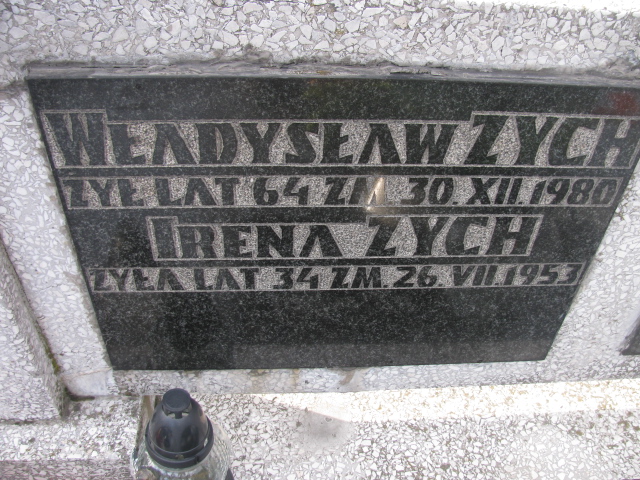 WŁADYSŁAW ZYCH
ŻYŁ LAT 64 ZM. 30. XII. 1980
IRENA ZYCH
ŻYŁA LAT 34 ZM. 26. VII. 1953